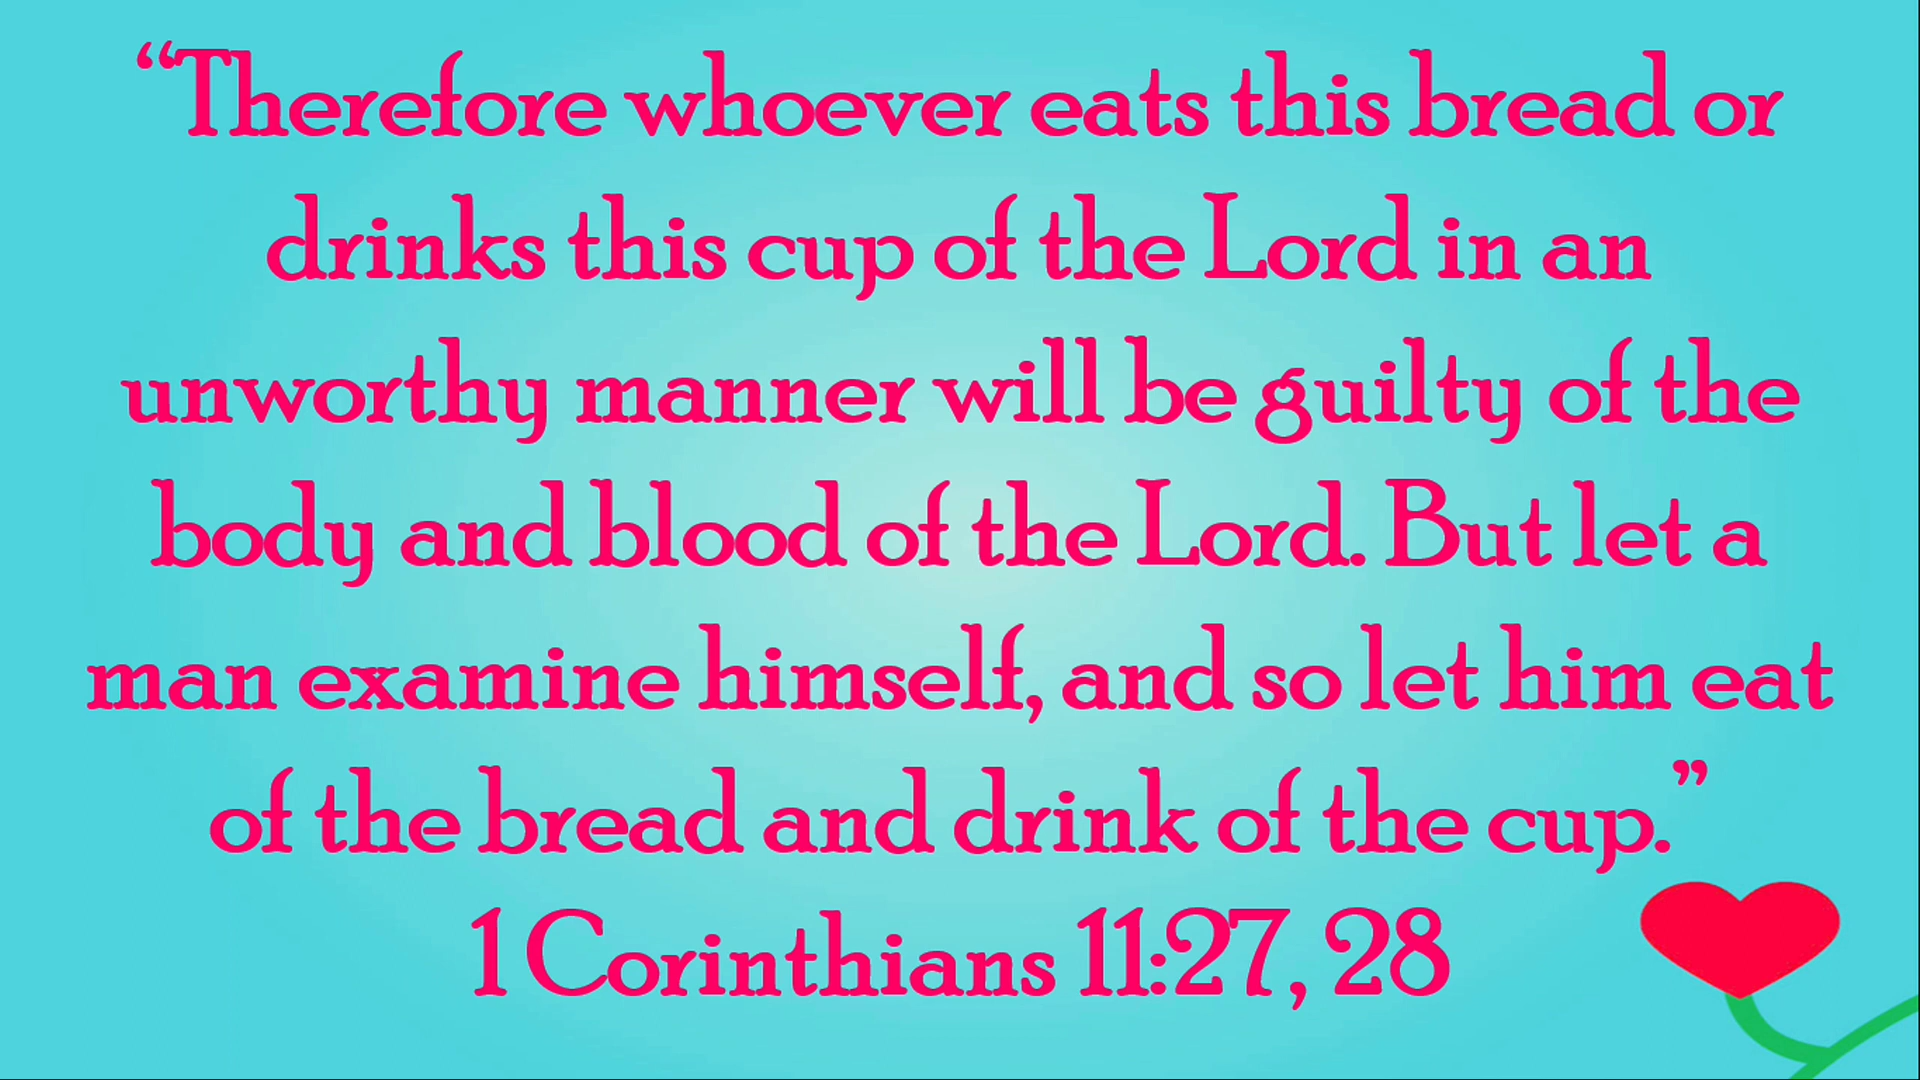 “Therefore whoever eats this bread or
drinks this cup of the Lord in an
unworthy manner will be guilty of the
body and blood of the Lord. But let a
man examine himself, and so let him eat
of the bread and drink of the cup.”
1 Corinthians 11:27, 28